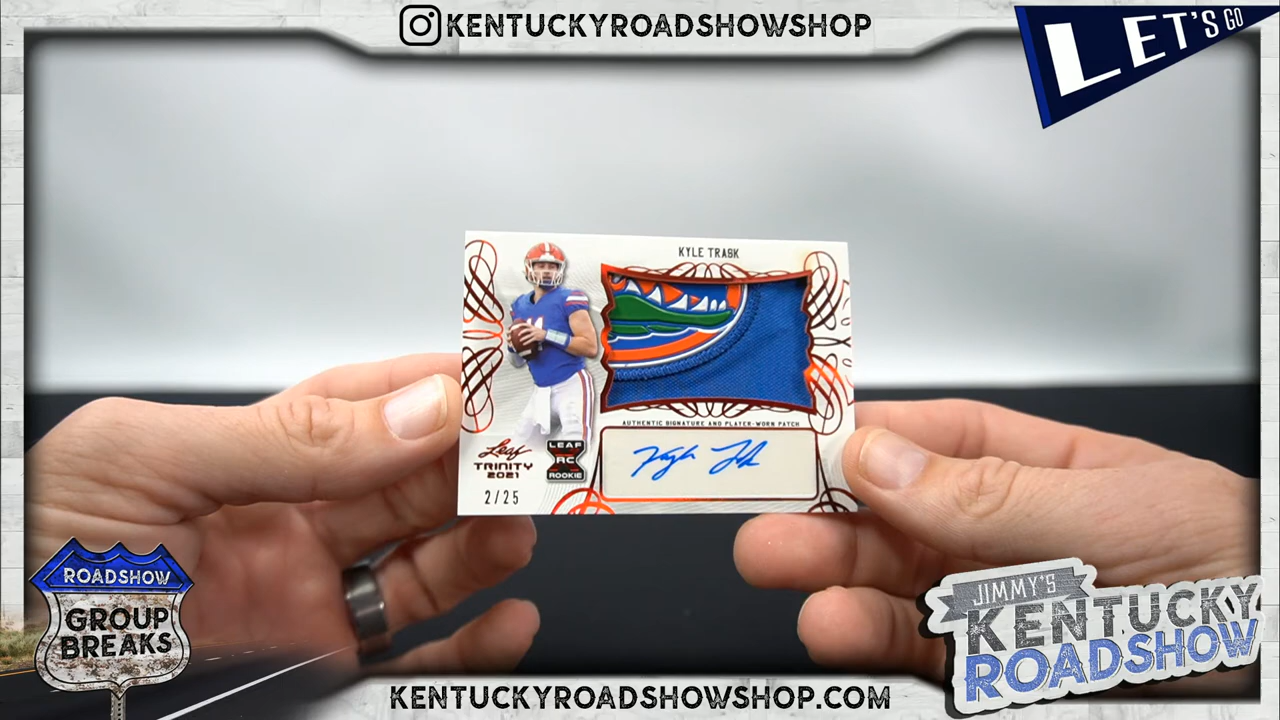 KENTUCKYROADSHOWSHOP
LET'S GO
KYLE TRASK
AUTHENTIC SIGNATURE AND PLAYER-WORN PATCH
Leaf
TRINITY
2021
LEAF
RC
ROOKIE
2/25
ROADSHOW
GROUP
BREAKS
JIMMY'S
KENTUCKY
ROADSHOW
KENTUCKYROADSHOWSHOP.COM